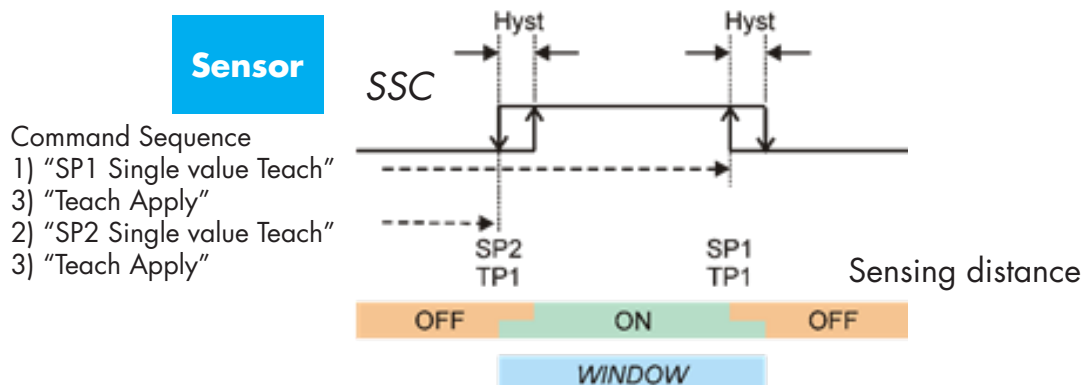 Hyst
Hyst
Sensor
SSC
Command Sequence
1) “SP1 Single value Teach”
3) “Teach Apply”
2) “SP2 Single value Teach”
3) “Teach Apply”
SP2
TP1
SP1
TP1
Sensing distance
OFF
ON
OFF
WINDOW